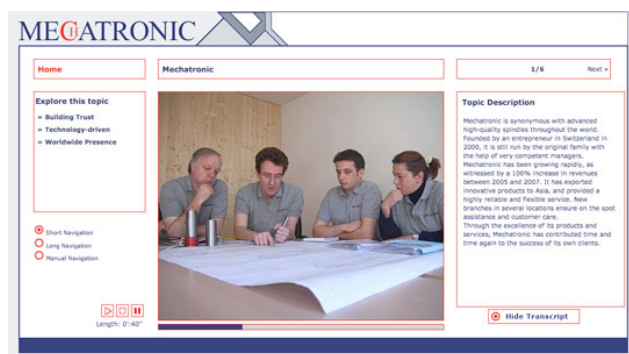 MECHATRONIC
Home
Mechatronic
1/6
Next »
Explore this topic
» Building Trust
» Technology-driven
» Worldwide Presence
Short Navigation
Long Navigation
Manual Navigation
Length: 0':40"
Topic Description
Mechatronic is synonymous with advanced
high-quality spindles throughout the world.
Founded by an entrepreneur in Switzerland in
2000, it is still run by the original family with
the help of very competent managers.
Mechatronic has been growing rapidly, as
witnessed by a 100% increase in revenues
between 2005 and 2007. It has exported
innovative products to Asia, and provided a
highly reliable and flexible service. New
branches in several locations ensure on the spot
assistance and customer care.
Through the excellence of its products and
services, Mechatronic has contributed time and
time again to the success of its own clients.
Hide Transcript